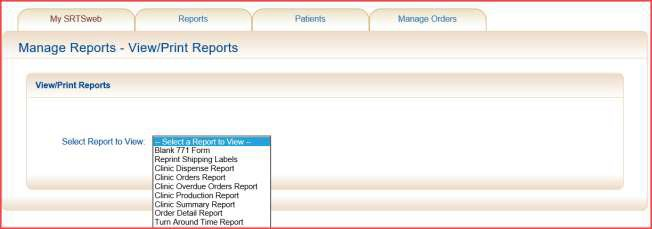 My SRTSweb Reports Patients Manage Orders
Manage Reports - View/Print Reports
View/Print Reports
Select Report to View: -- Select a Report to View --
Blank 771 Form
Reprint Shipping Labels
Clinic Dispense Report
Clinic Orders Report
Clinic Overdue Orders Report
Clinic Production Report
Clinic Summary Report
Order Detail Report
Turn Around Time Report